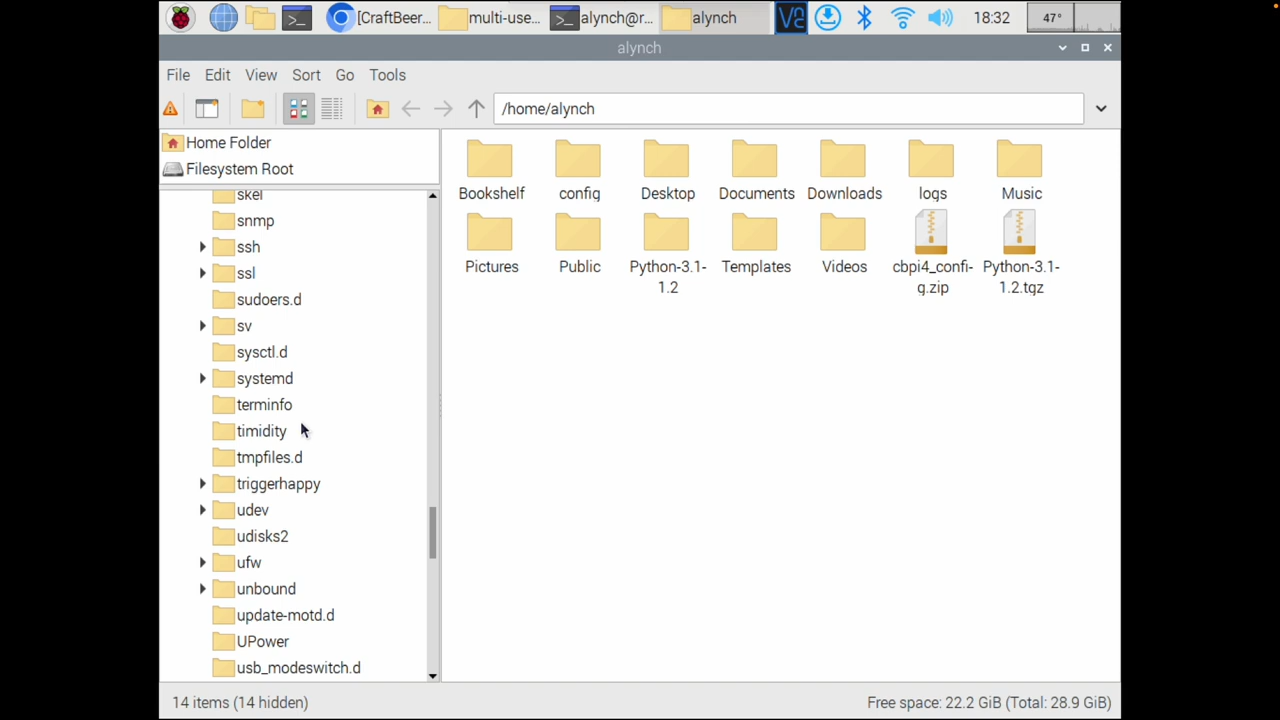 [CraftBeer...
multi-use...
alynch@r...
alynch
V2
18:32
47°
alynch
File Edit View Sort Go Tools
/home/alynch
Home Folder
Filesystem Root
skel
snmp
ssh
ssl
sudoers.d
sv
sysctl.d
systemd
terminfo
timidity
tmpfiles.d
triggerhappy
udev
udisks2
ufw
unbound
update-motd.d
UPower
usb_modeswitch.d
Bookshelf config Desktop Documents Downloads logs Music
Pictures Public Python-3.1- Templates Videos cbpi4_confi- Python-3.1-
1.2 g.zip 1.2.tgz
14 items (14 hidden)
Free space: 22.2 GiB (Total: 28.9 GiB)